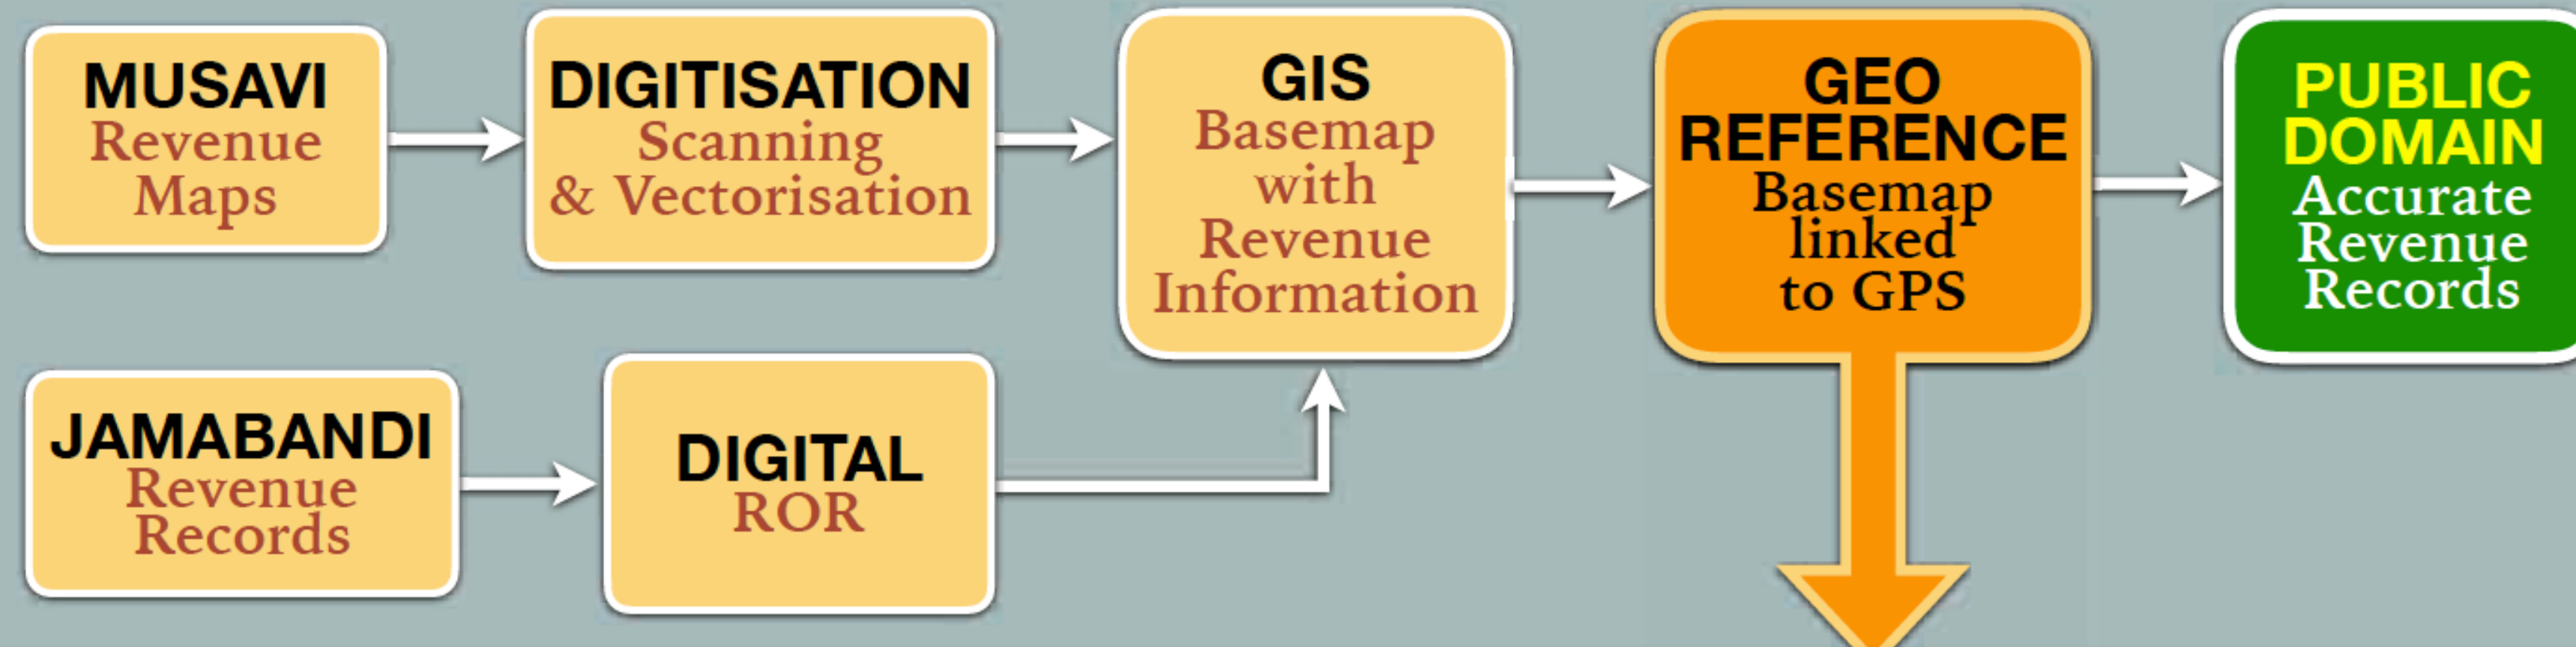 MUSAVI
Revenue
Maps
DIGITISATION
Scanning
& Vectorisation
GIS
Basemap
with
Revenue
Information
GEO
REFERENCE
Basemap
linked
to GPS
PUBLIC
DOMAIN
Accurate
Revenue
Records
JAMABANDI
Revenue
Records
DIGITAL
ROR